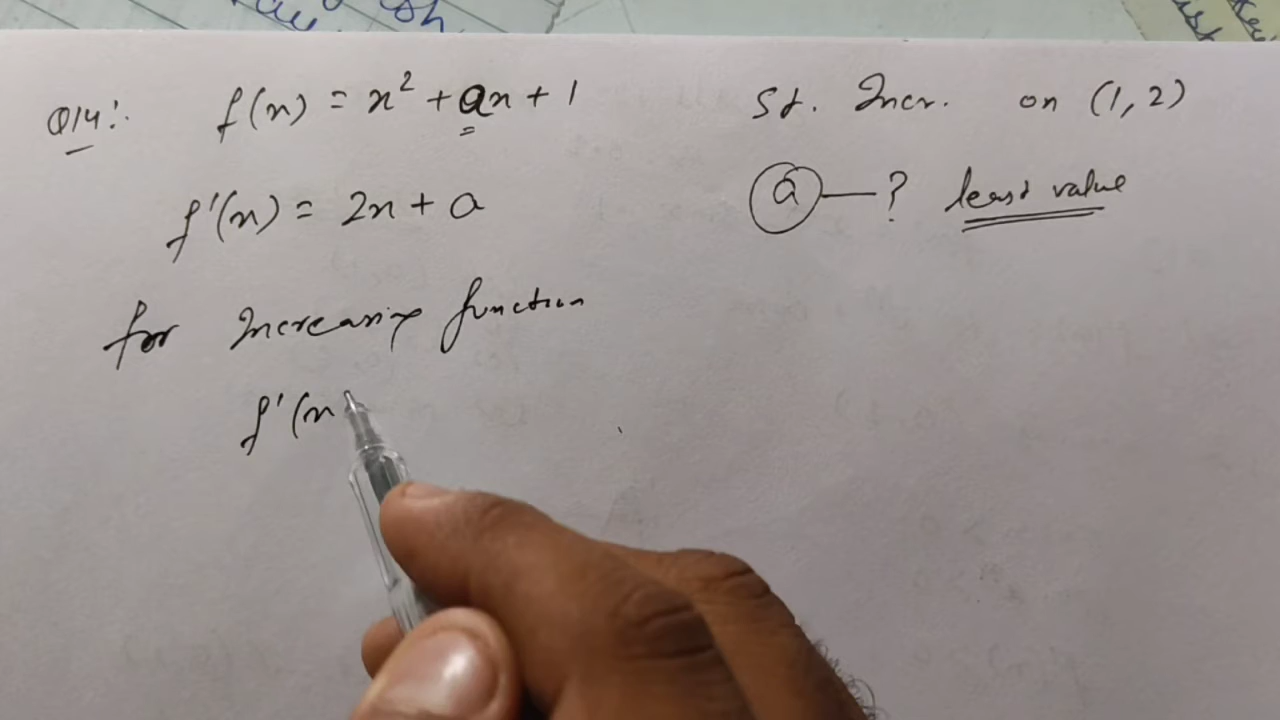 Q14:. f(x) = x² + ax + 1 St. Incr. on (1, 2)
f'(x) = 2x + a a — ? least value
for Increasing function
f'(x